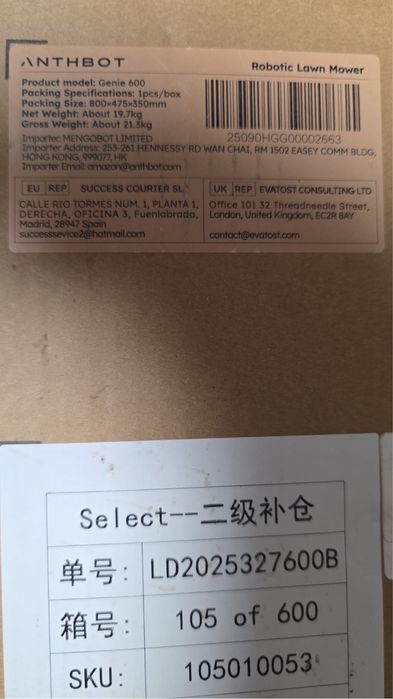 ANTHBOT
Robotic Lawn Mower
Product model: Genie 600
Packing Specifications: 1pcs/box
Packing Size: 800×475×350mm
Net Weight: About 19.7kg
Gross Weight: About 21.3kg
25090HGG00002663
Importer: MENGOBOT LIMITED
Importer Address: 253-261 HENNESSY RD WAN CHAI, RM 1502 EASEY COMM BLDG,
HONG KONG, 999077, HK
Importer Email: amazon@anthbot.com
EU REP SUCCESS COURIER SL
CALLE RIO TORMES NUM. 1, PLANTA 1,
DERECHA, OFICINA 3, Fuenlabrada,
Madrid, 28947 Spain
successsevice2@hotmail.com
UK REP EVATOST CONSULTING LTD
Office 101 32 Threadneedle Street,
London, United Kingdom, EC2R 8AY
contact@evatost.com
Select--二级补仓
单号: LD2025327600B
箱号: 105 of 600
SKU: 105010053